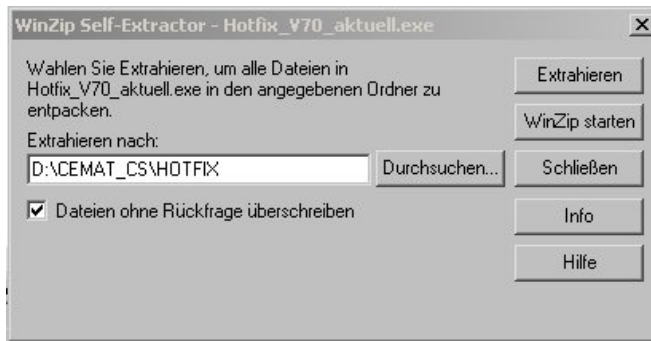 WinZip Self-Extractor - Hotfix_V70_aktuell.exe
Wahlen Sie Extrahieren, um alle Dateien in
Hotfix_V70_aktuell.exe in den angegebenen Ordner zu
entpacken.
Extrahieren nach:
D:\CEMAT_CS\HOTFIX
Durchsuchen...
Dateien ohne Rückfrage überschreiben
Extrahieren
WinZip starten
Schließen
Info
Hilfe